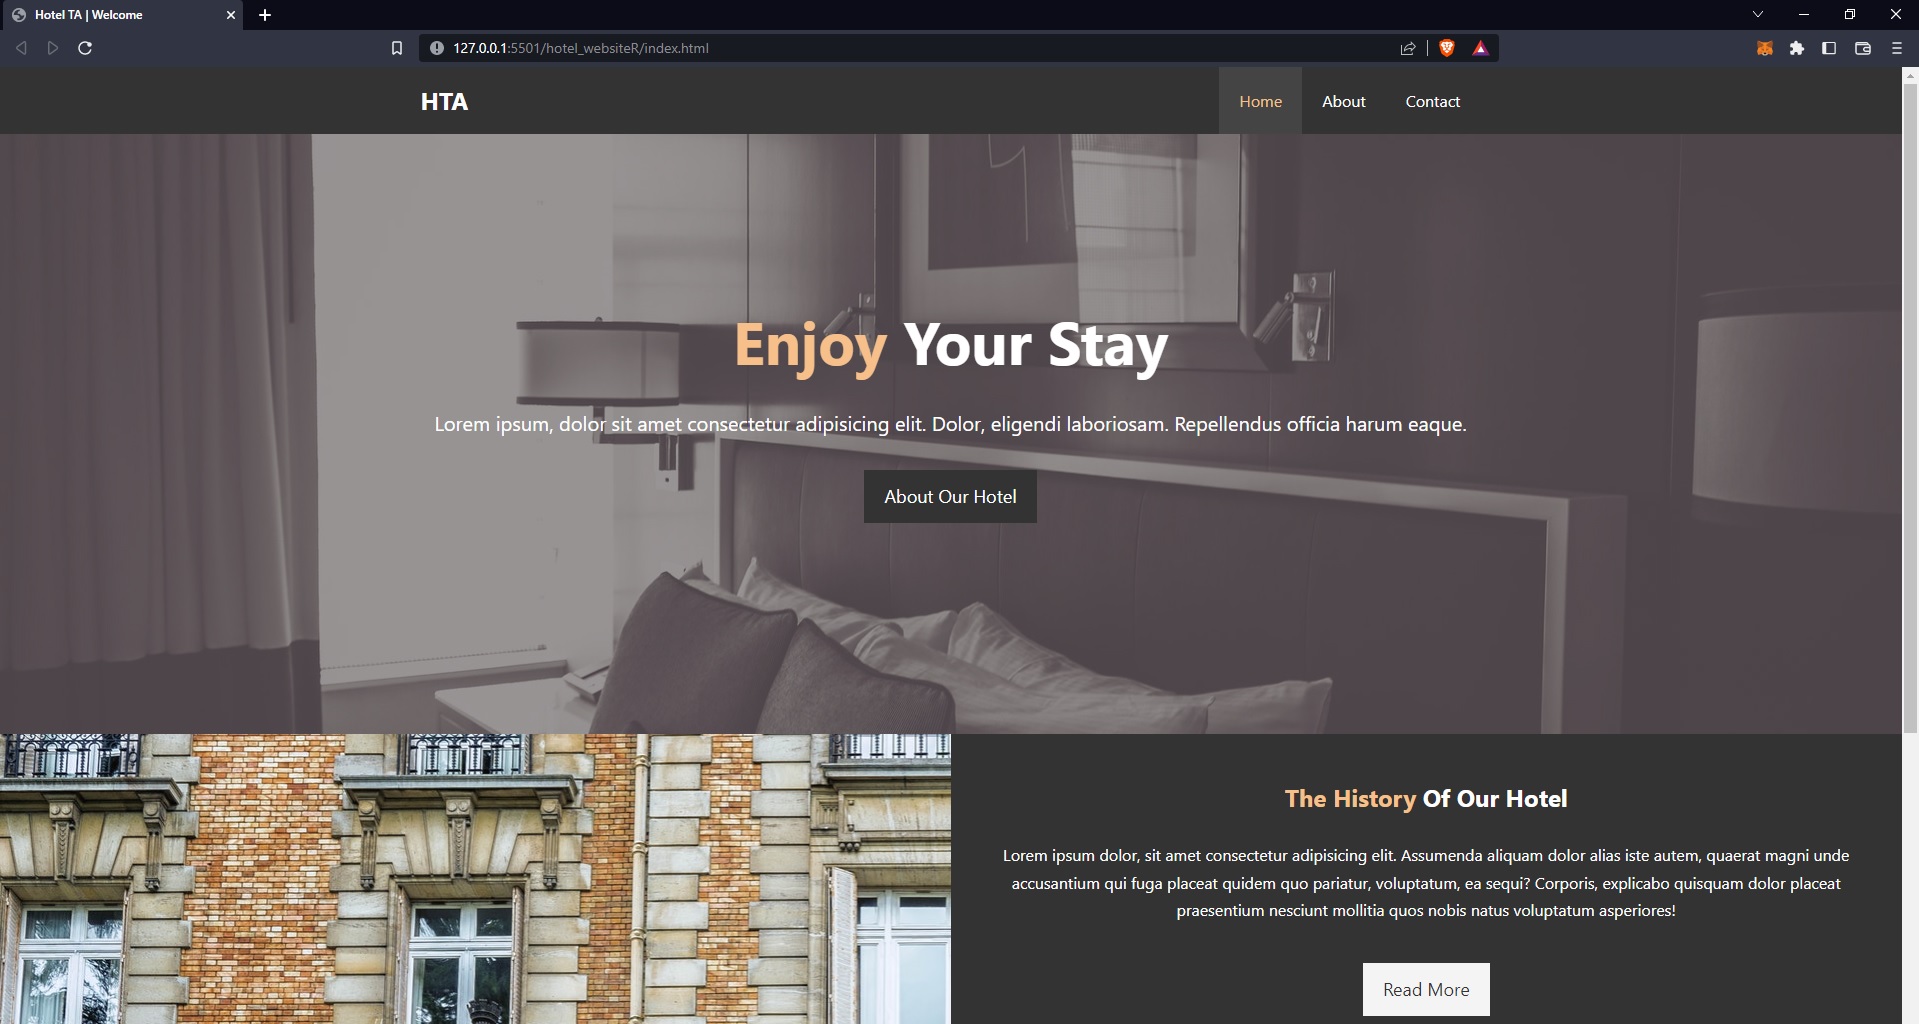 Hotel TA | Welcome
127.0.0.1:5501/hotel_websiteR/index.html
HTA
Home About Contact
Enjoy Your Stay
Lorem ipsum, dolor sit amet consectetur adipisicing elit. Dolor, eligendi laboriosam. Repellendus officia harum eaque.
About Our Hotel
The History Of Our Hotel
Lorem ipsum dolor, sit amet consectetur adipisicing elit. Assumenda aliquam dolor alias iste autem, quaerat magni unde
accusantium qui fuga placeat quidem quo pariatur, voluptatum, ea sequi? Corporis, explicabo quisquam dolor placeat
praesentium nesciunt mollitia quos nobis natus voluptatum asperiores!
Read More